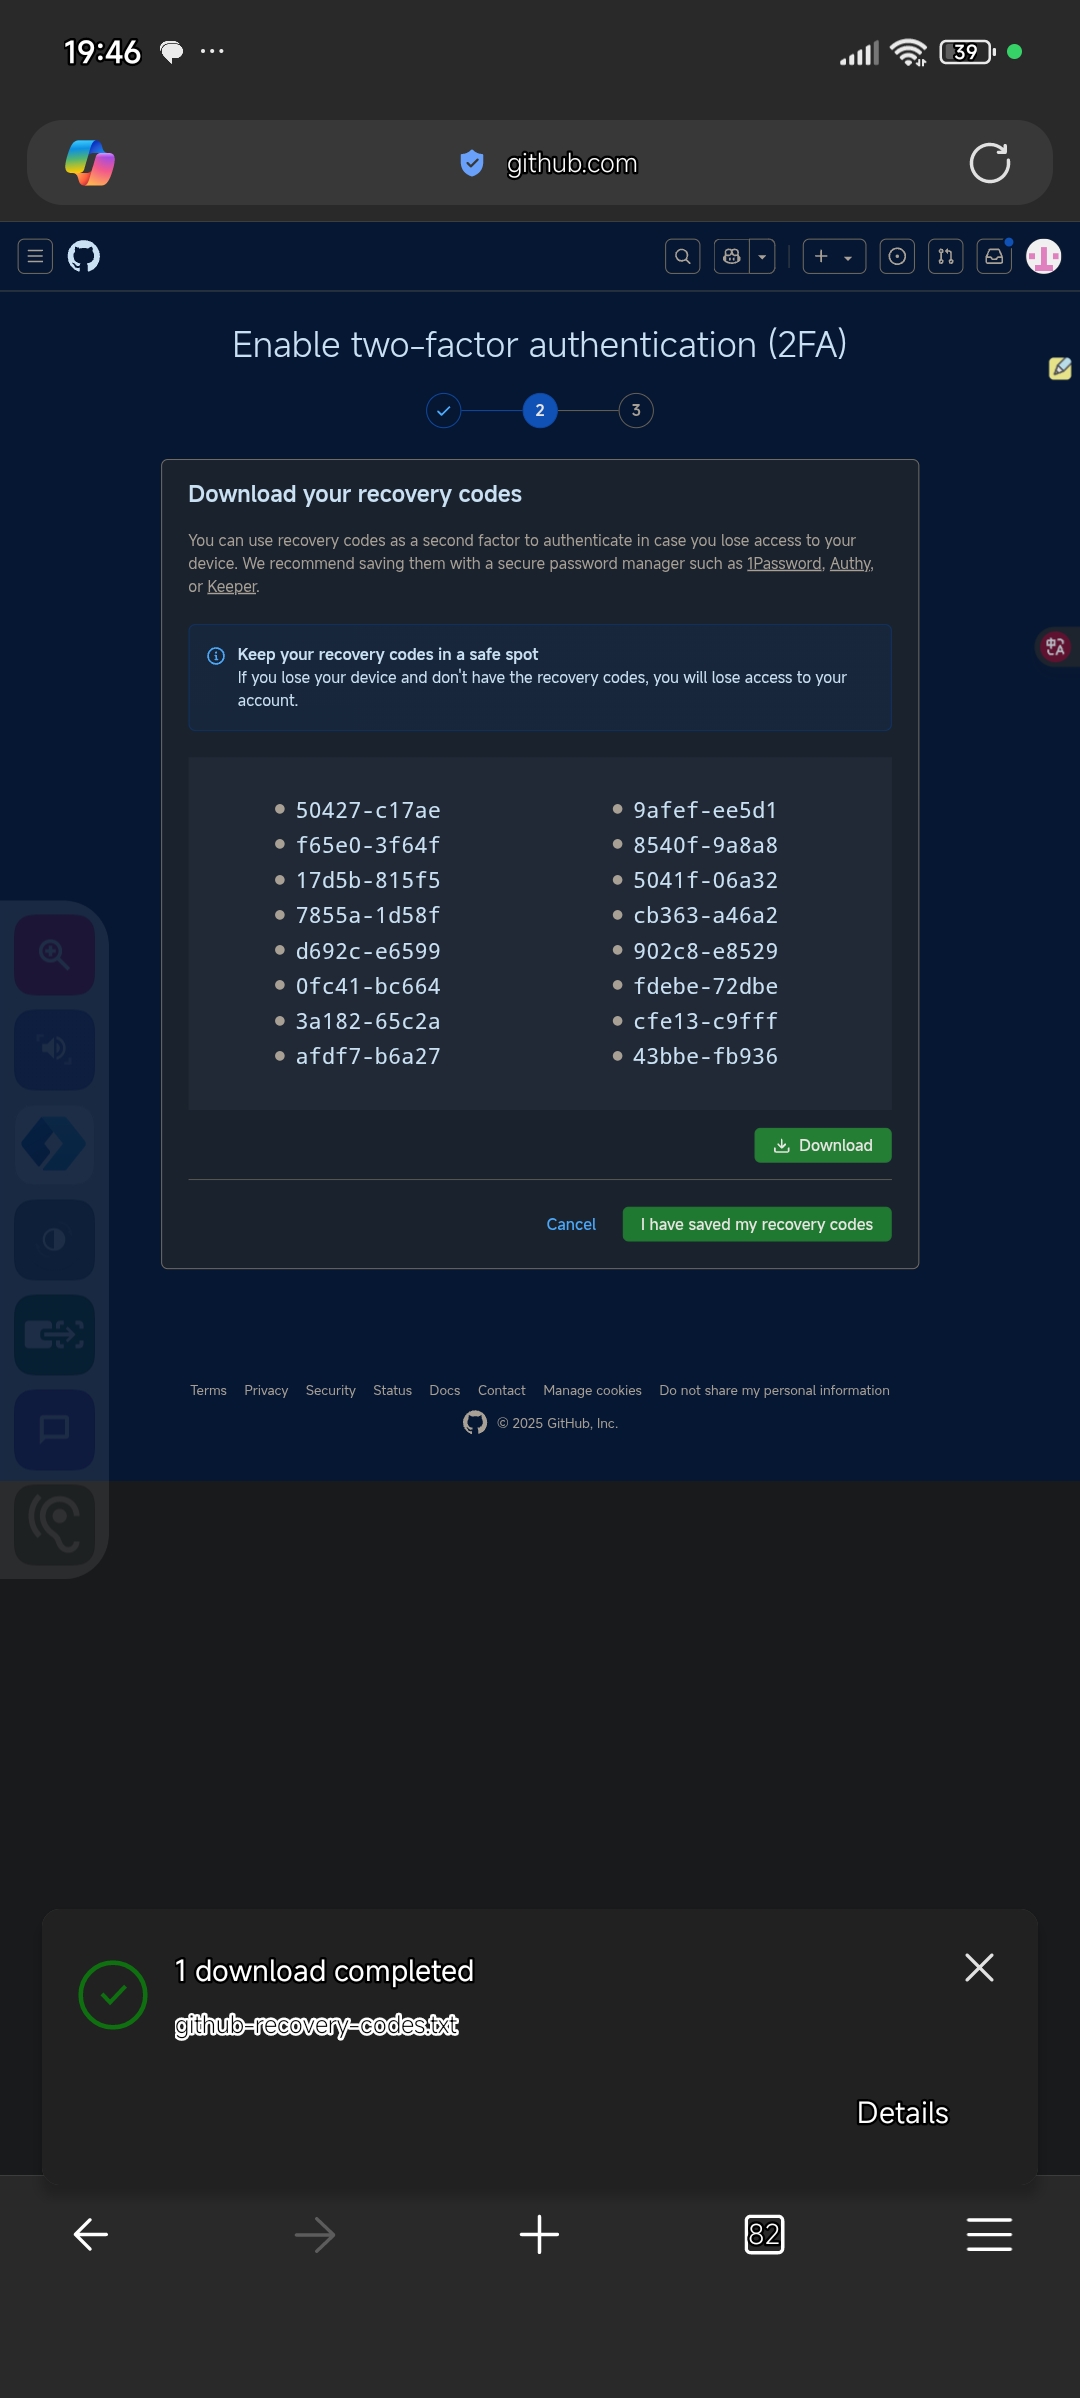 19:46
39
github.com
Enable two-factor authentication (2FA)
2 3
Download your recovery codes
You can use recovery codes as a second factor to authenticate in case you lose access to your
device. We recommend saving them with a secure password manager such as 1Password, Authy,
or Keeper.
Keep your recovery codes in a safe spot
If you lose your device and don't have the recovery codes, you will lose access to your
account.
50427-c17ae 9afef-ee5d1
f65e0-3f64f 8540f-9a8a8
17d5b-815f5 5041f-06a32
7855a-1d58f cb363-a46a2
d692c-e6599 902c8-e8529
0fc41-bc664 fdebe-72dbe
3a182-65c2a cfe13-c9fff
afdf7-b6a27 43bbe-fb936
Download
Cancel I have saved my recovery codes
Terms Privacy Security Status Docs Contact Manage cookies Do not share my personal information
© 2025 GitHub, Inc.
1 download completed
github-recovery-codes.txt
Details
82